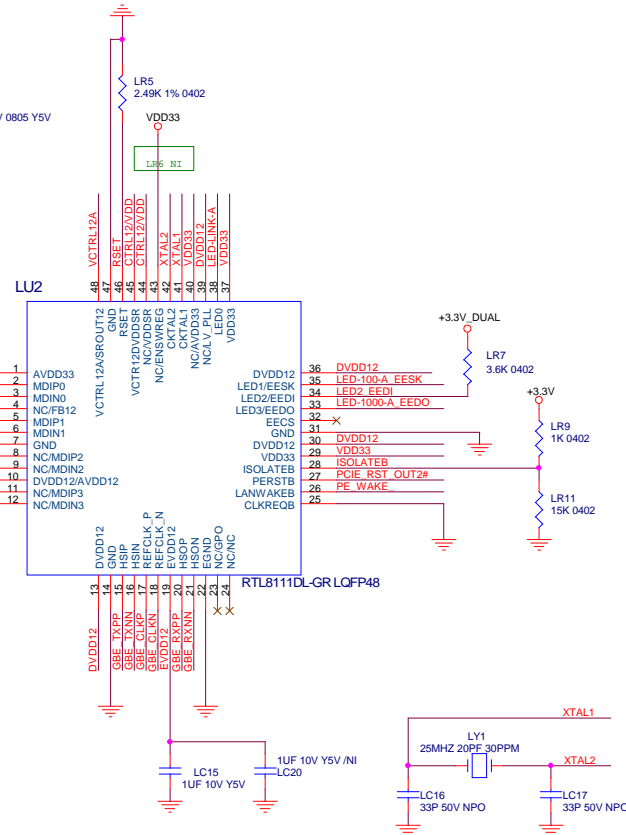 LR5
2.49K 1% 0402
V 0805 Y5V
VDD33
LR6 NI
VCTRL12A
RSET
CTRL12/VDD
CTRL12/VDD
XTAL2
XTAL1
VDD33
DVDD12
LED-LINK-A
VDD33
48
47
46
45
44
43
42
41
40
39
38
37
LU2
VCTRL12A/SROUT12
GND
RSET
VCTR12DVDDSR
NC/VDDSR
NC/ENSWREG
CKTAL2
CKTAL1
NC/AVDD33
NC/LV_PLL
LED0
VDD33
+3.3V_DUAL
LR7
3.6K 0402
+3.3V
LR9
1K 0402
LR11
15K 0402
1 AVDD33
2 MDIP0
3 MDIN0
4 NC/FB12
5 MDIP1
6 MDIN1
7 GND
8 NC/MDIP2
9 NC/MDIN2
10 DVDD12/AVDD12
11 NC/MDIP3
12 NC/MDIN3
DVDD12 36 DVDD12
LED1/EESK 35 LED-100-A_EESK
LED2/EEDI 34 LED2_EEDI
LED3/EEDO 33 LED-1000-A_EEDO
EECS 32
GND 31
DVDD12 30 DVDD12
VDD33 29 VDD33
ISOLATEB 28 ISOLATEB
PERSTB 27 PCIE_RST_OUT2#
LANWAKEB 26 PE_WAKE_
CLKREQB 25
DVDD12
GND
HSIP
HSIN
REFCLK_P
REFCLK_N
EVDD12
HSOP
HSON
EGND
NC/GPO
NC/NC
RTL8111DL-GR LQFP48
13
14
15
16
17
18
19
20
21
22
23
24
DVDD12
GBE_TXPP
GBE_TXNN
GBE_CLKP
GBE_CLKN
EVDD12
GBE_RXPP
GBE_RXNN
LC15
1UF 10V Y5V
1UF 10V Y5V /NI
LC20
XTAL1
LY1
25MHZ 20PF 30PPM
XTAL2
LC16
33P 50V NPO
LC17
33P 50V NPO